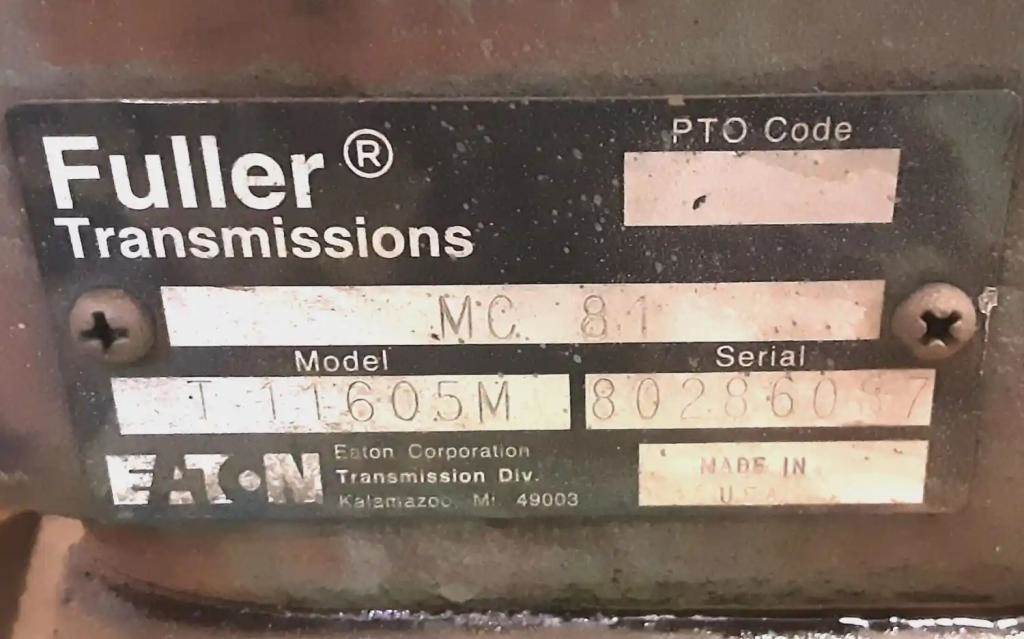 Fuller®
Transmissions
PTO Code
MC 81
Model
T 11605M
Serial
EATON
Eaton Corporation
Transmission Div.
Kalamazoo MI 49003
MADE IN
USA